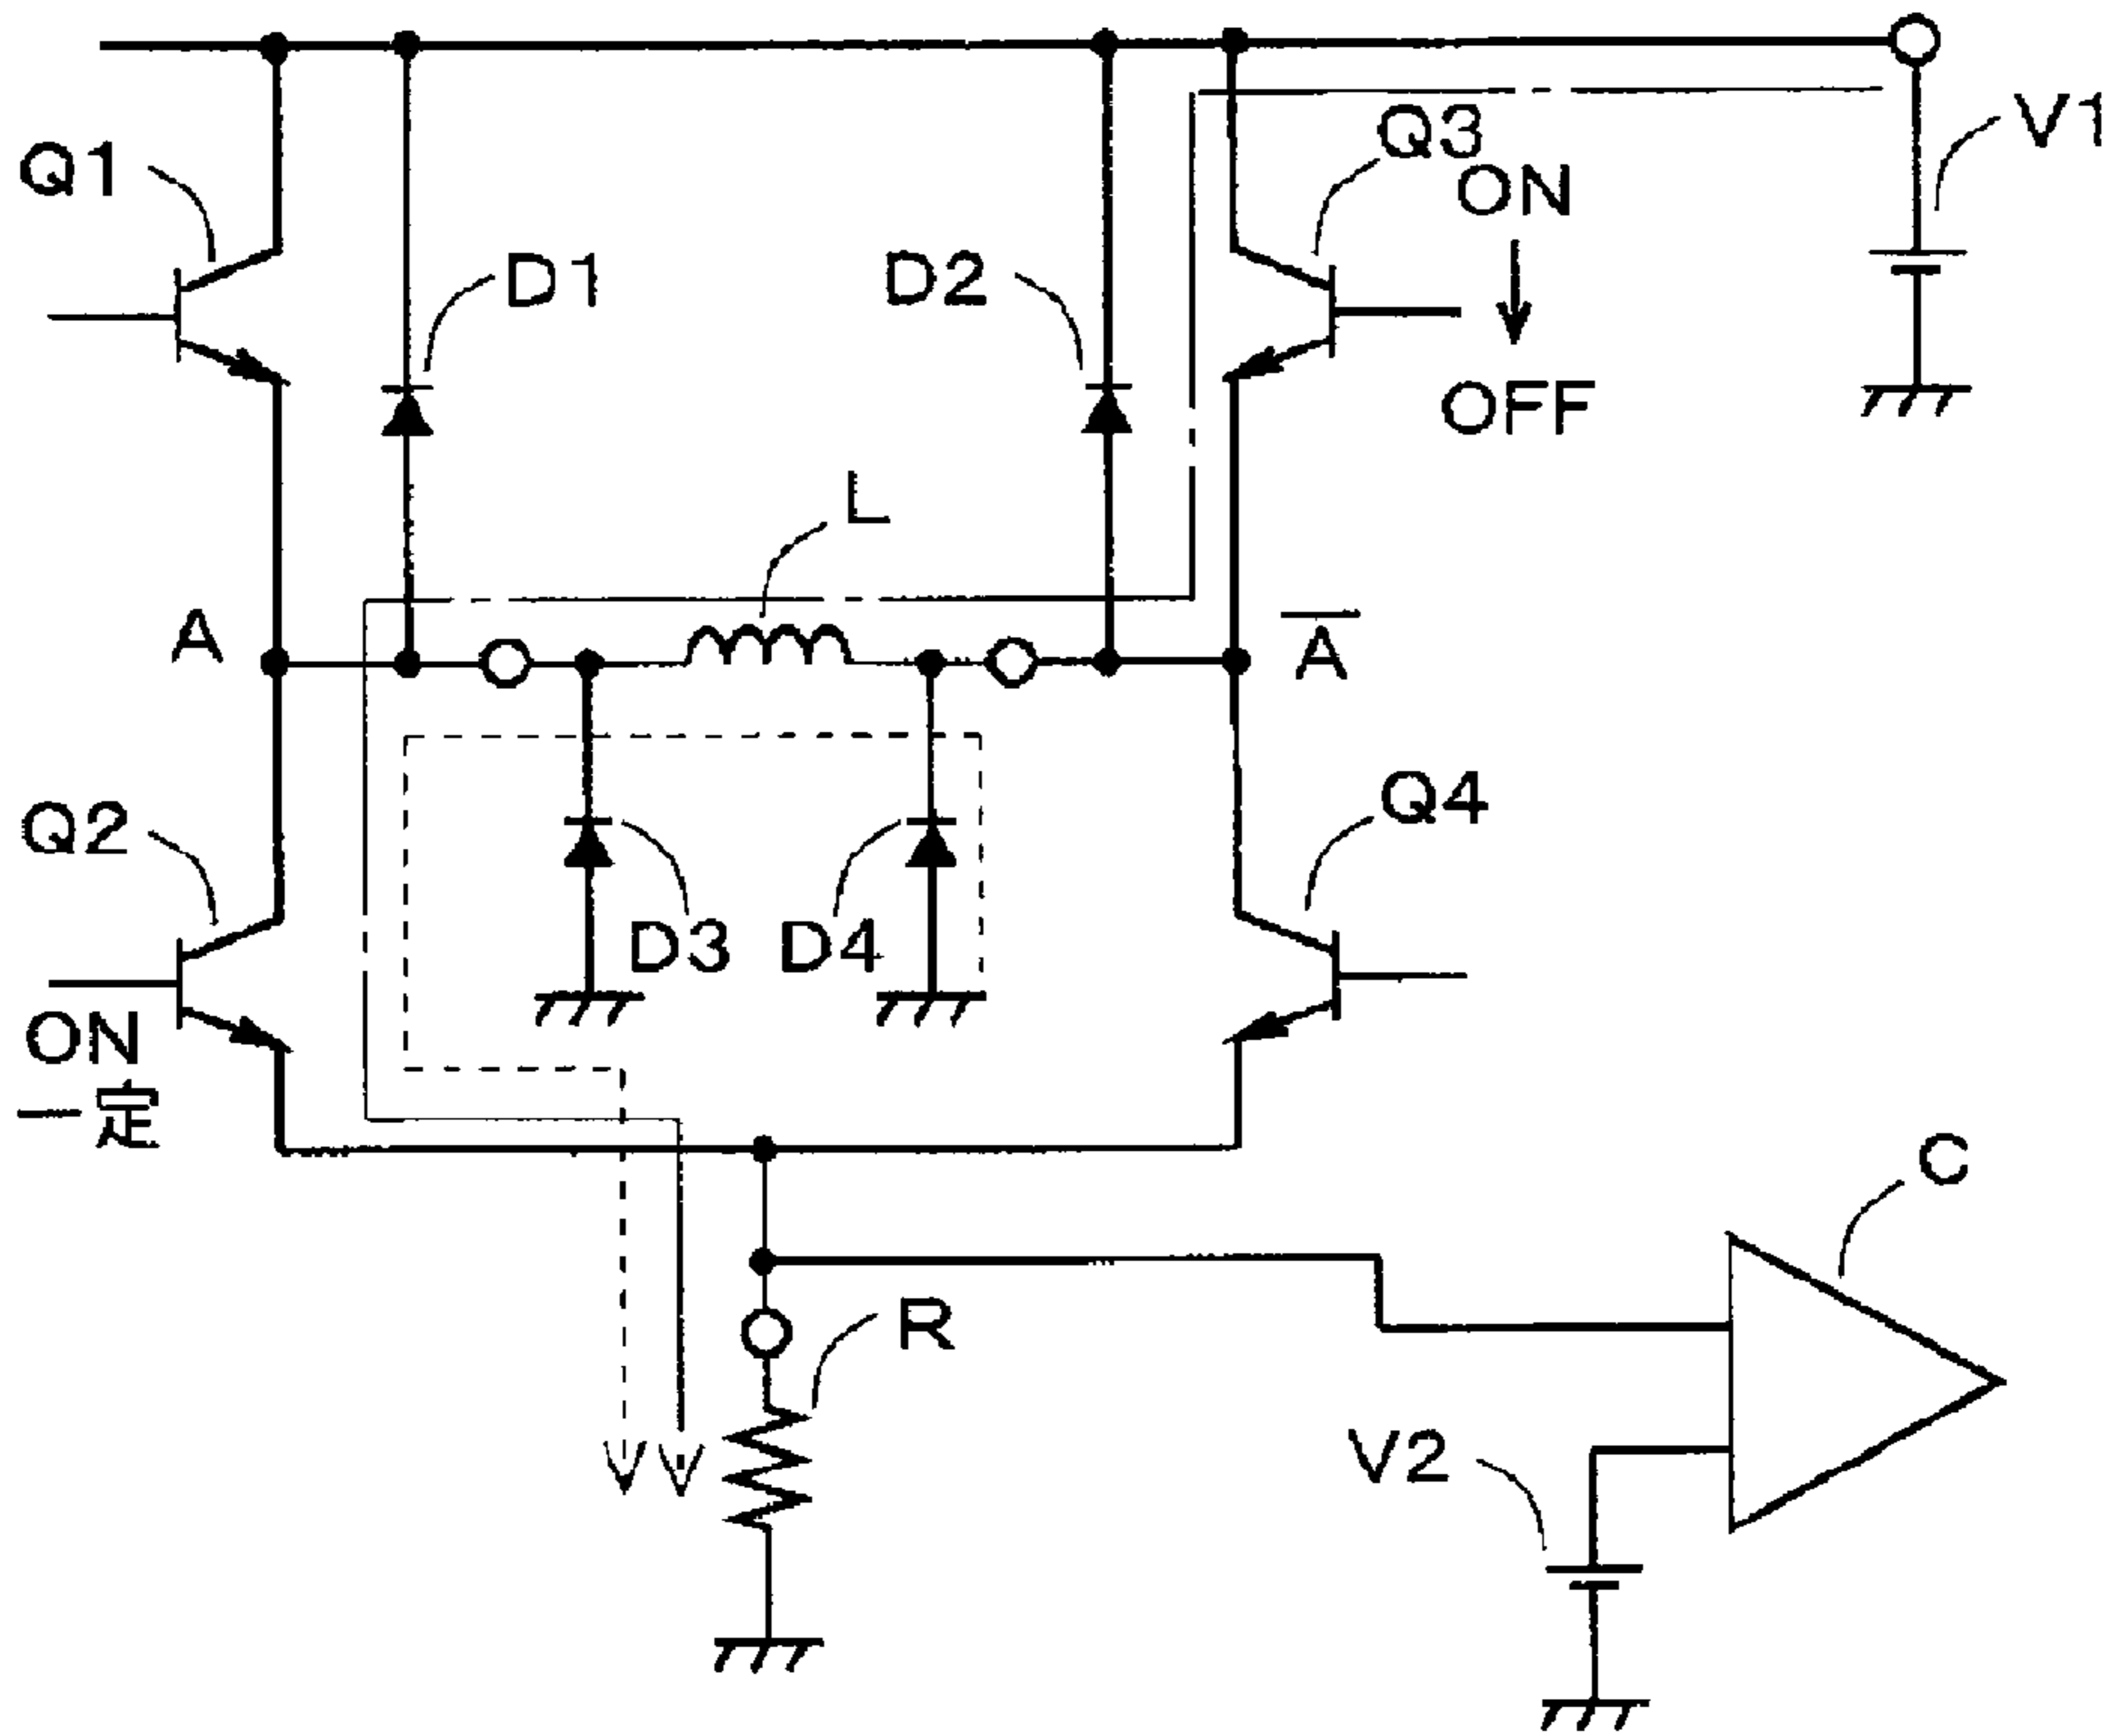 V1
Q3
Q1
ON
D1
D2
OFF
L
A
A̅
Q2
Q4
D3
D4
ON
一定
C
R
V2